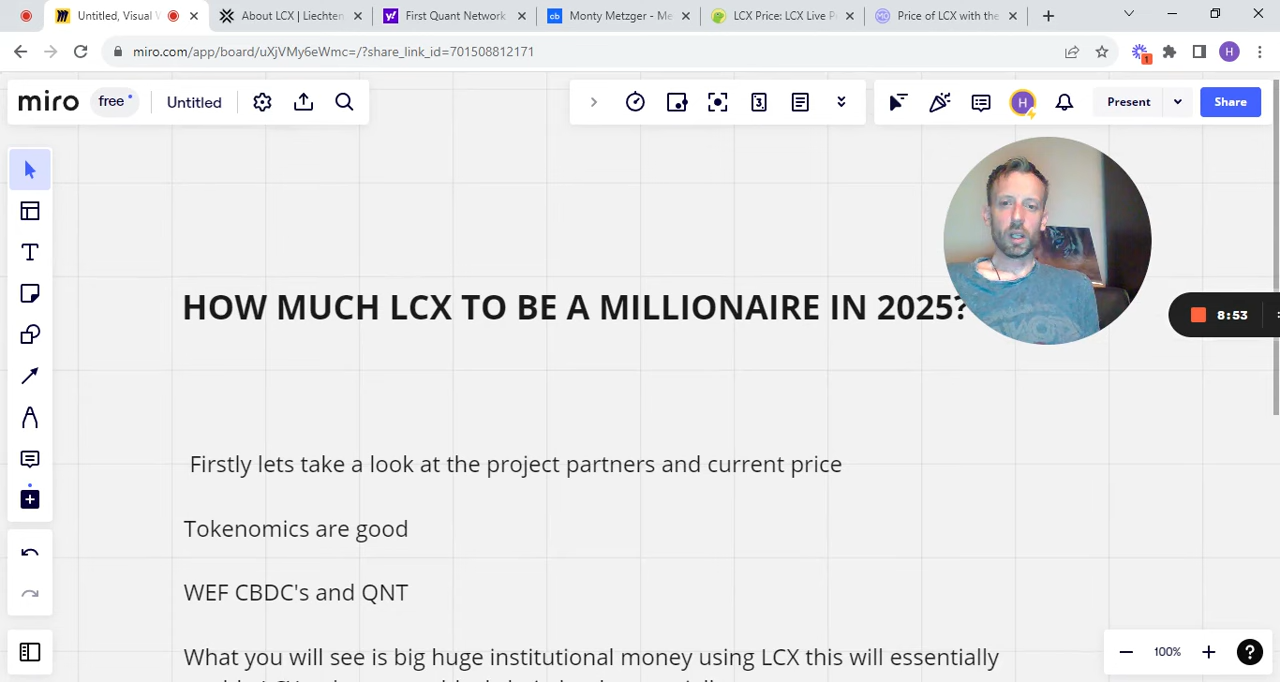 Untitled, Visual V
About LCX | Liechten
First Quant Network
Monty Metzger - Me
LCX Price: LCX Live P
Price of LCX with the
miro.com/app/board/uXjVMy6eWmc=/?share_link_id=701508812171
1
H
miro
free
Untitled
3
H
Present
Share
HOW MUCH LCX TO BE A MILLIONAIRE IN 2025?
8:53
Firstly lets take a look at the project partners and current price
Tokenomics are good
WEF CBDC's and QNT
What you will see is big huge institutional money using LCX this will essentially
100%